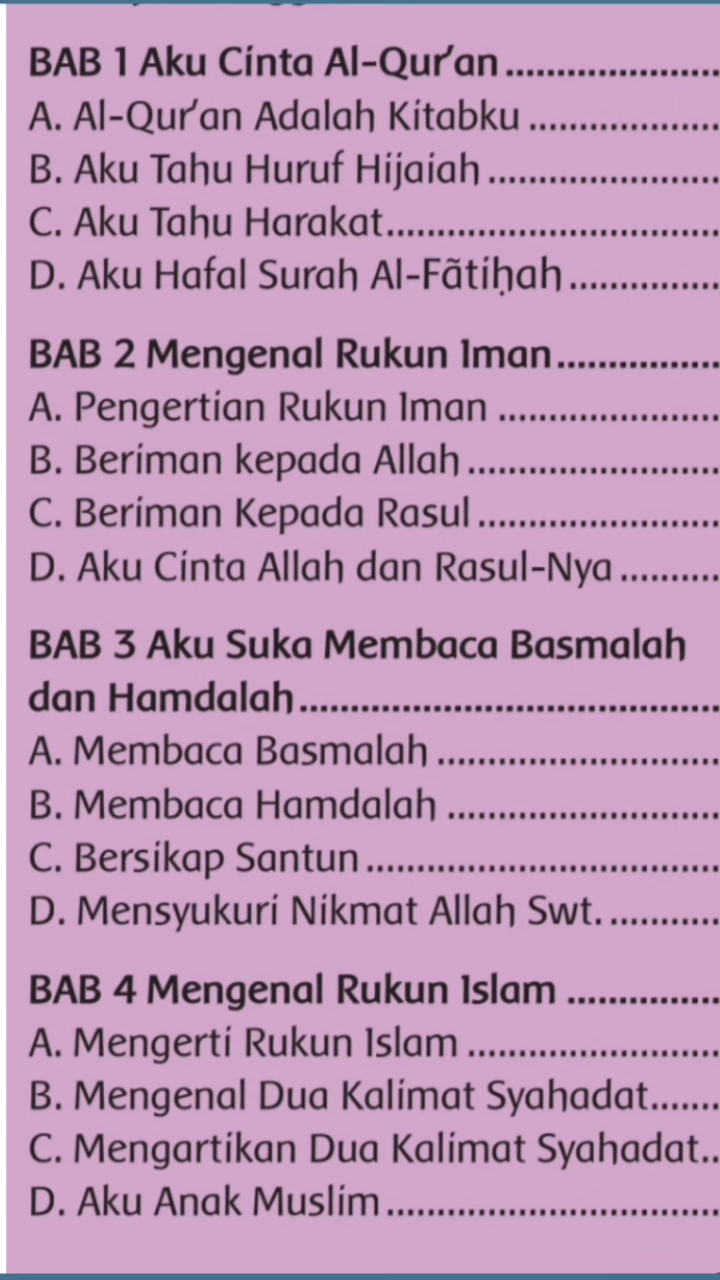 BAB 1 Aku Cinta Al-Qur’an .....................
A. Al-Qur’an Adalah Kitabku ...................
B. Aku Tahu Huruf Hijaiah .......................
C. Aku Tahu Harakat.................................
D. Aku Hafal Surah Al-Fãtiḥah ...............
BAB 2 Mengenal Rukun Iman................
A. Pengertian Rukun Iman ......................
B. Beriman kepada Allah .........................
C. Beriman Kepada Rasul ........................
D. Aku Cinta Allah dan Rasul-Nya ..........
BAB 3 Aku Suka Membaca Basmalah
dan Hamdalah.........................................
A. Membaca Basmalah ............................
B. Membaca Hamdalah ...........................
C. Bersikap Santun ...................................
D. Mensyukuri Nikmat Allah Swt. ...........
BAB 4 Mengenal Rukun Islam ...............
A. Mengerti Rukun Islam .........................
B. Mengenal Dua Kalimat Syahadat.......
C. Mengartikan Dua Kalimat Syahadat..
D. Aku Anak Muslim.................................